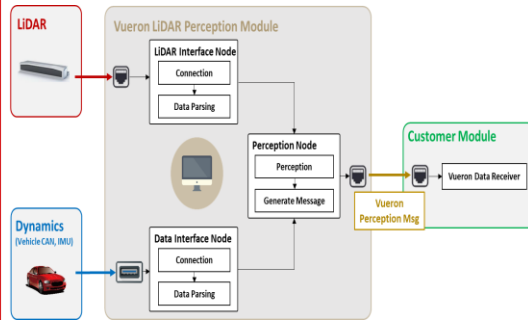 LiDAR
Vueron LiDAR Perception Module
LiDAR Interface Node
Connection
Data Parsing
Perception Node
Perception
Generate Message
Customer Module
Vueron Data Receiver
Vueron
Perception Msg
Dynamics
(Vehicle CAN, IMU)
Data Interface Node
Connection
Data Parsing